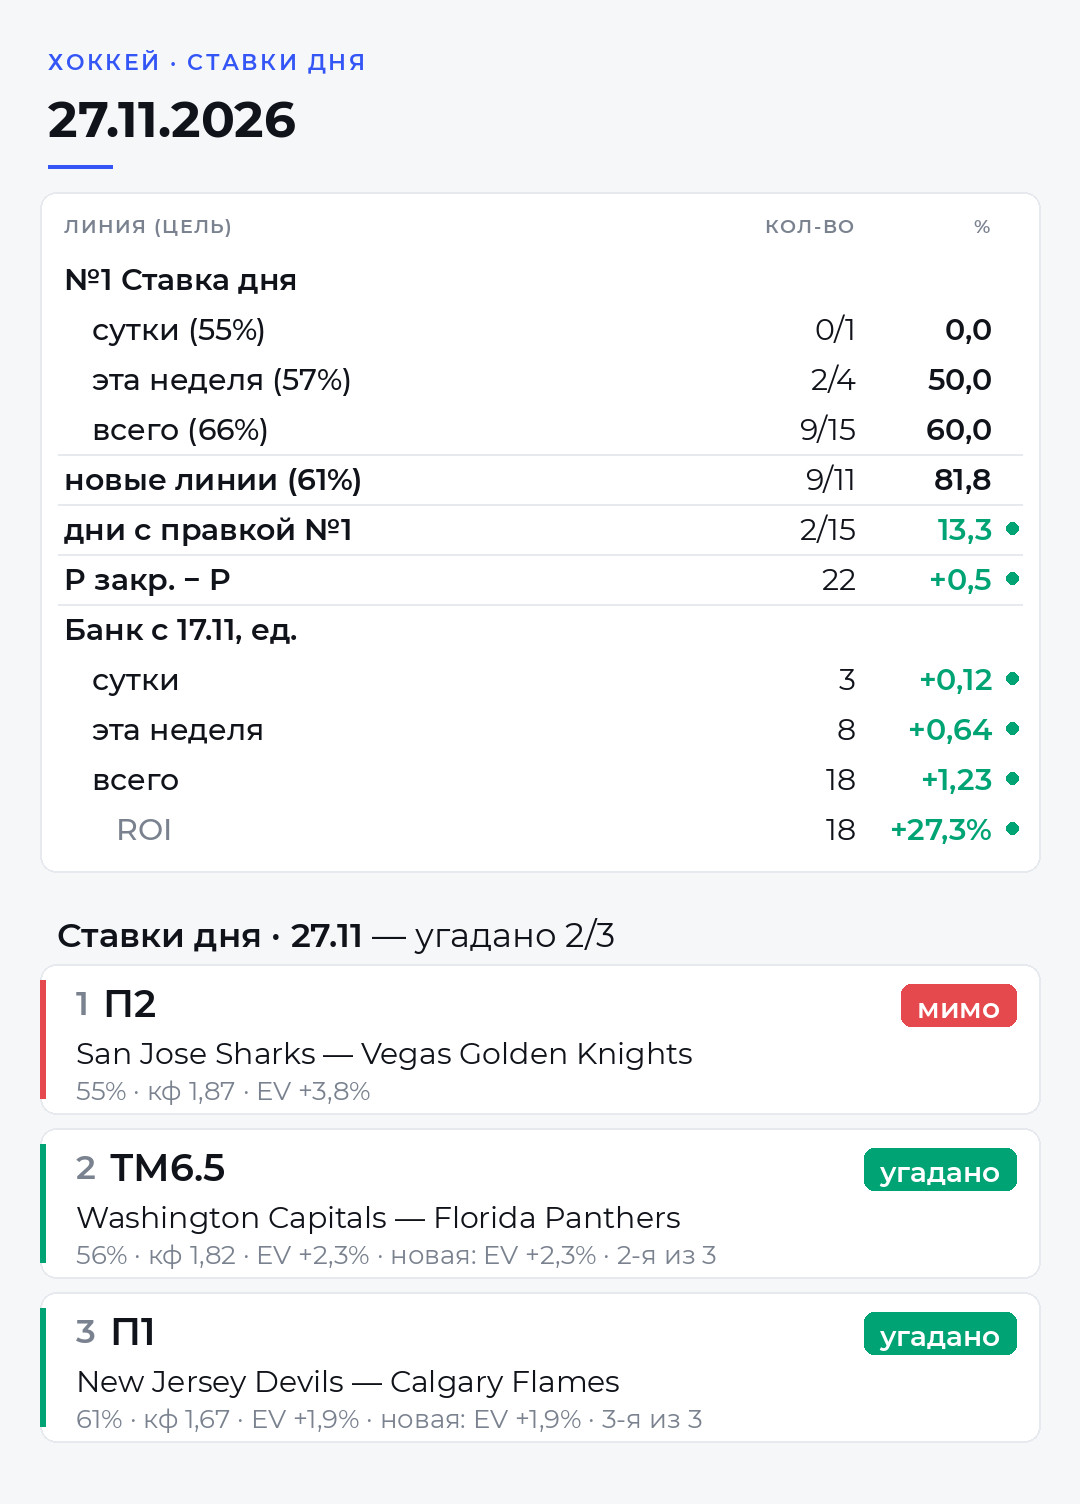 ХОККЕЙ · СТАВКИ ДНЯ
27.11.2026
ЛИНИЯ (ЦЕЛЬ) КОЛ-ВО %
№1 Ставка дня
сутки (55%) 0/1 0,0
эта неделя (57%) 2/4 50,0
всего (66%) 9/15 60,0
новые линии (61%) 9/11 81,8
дни с правкой №1 2/15 13,3
Р закр. − Р 22 +0,5
Банк с 17.11, ед.
сутки 3 +0,12
эта неделя 8 +0,64
всего 18 +1,23
ROI 18 +27,3%
Ставки дня · 27.11 — угадано 2/3
1 П2 мимо
San Jose Sharks — Vegas Golden Knights
55% · кф 1,87 · EV +3,8%
2 ТМ6.5 угадано
Washington Capitals — Florida Panthers
56% · кф 1,82 · EV +2,3% · новая: EV +2,3% · 2-я из 3
3 П1 угадано
New Jersey Devils — Calgary Flames
61% · кф 1,67 · EV +1,9% · новая: EV +1,9% · 3-я из 3